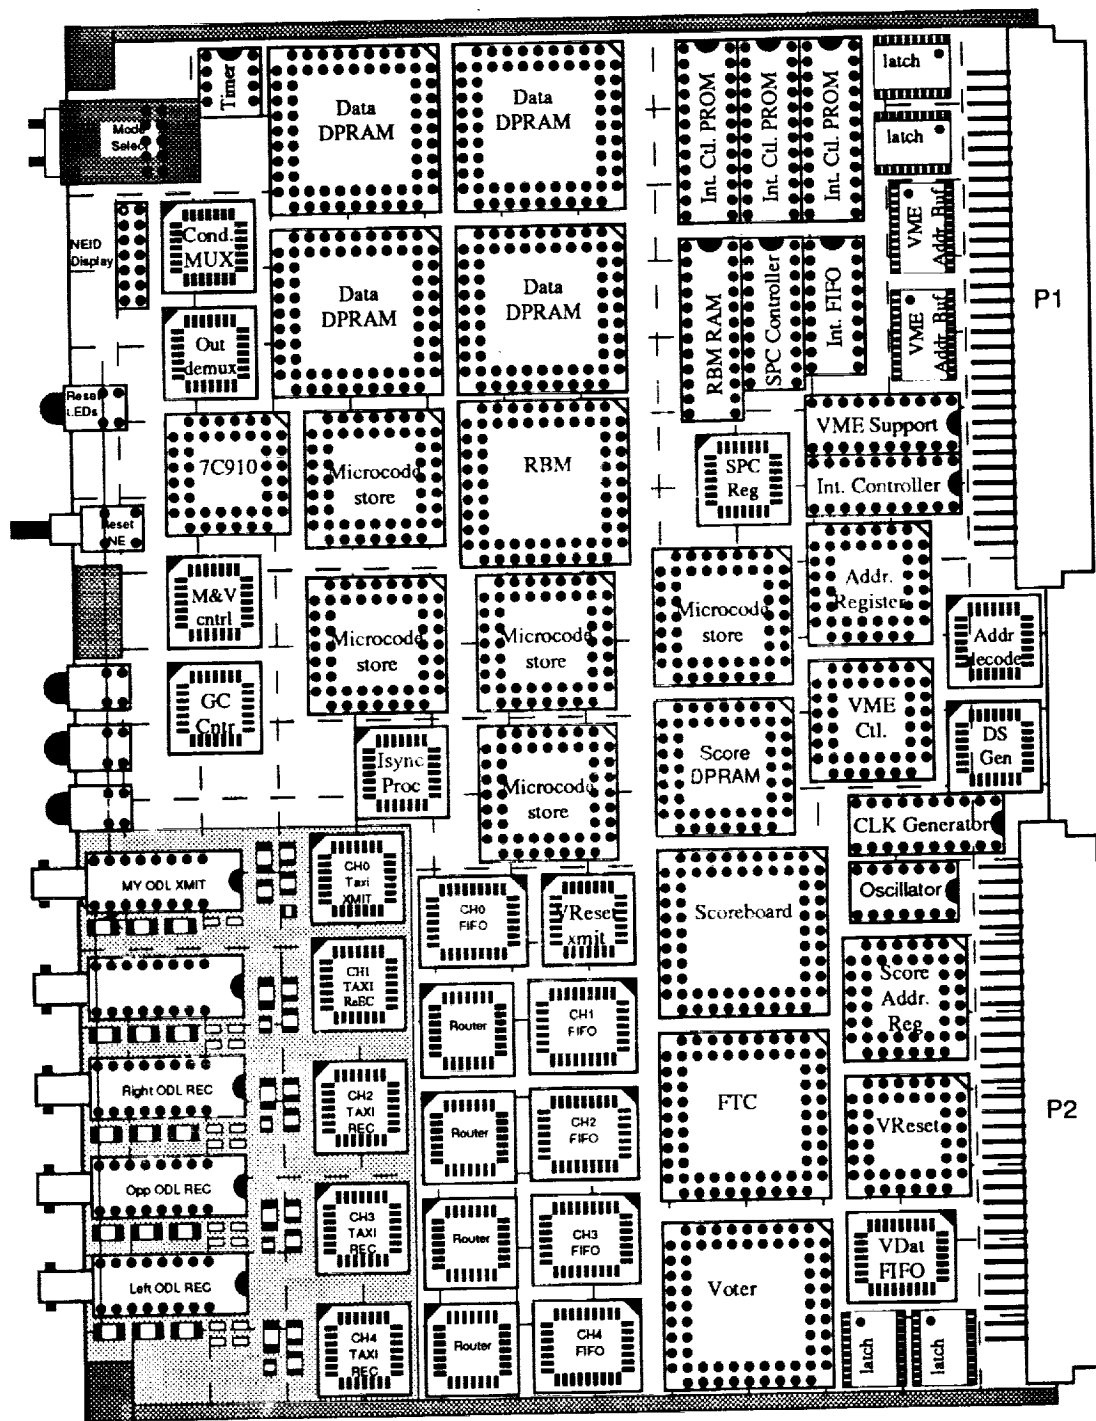 Timer
Data
DPRAM
Data
DPRAM
Int. Ctl. PROM
Int. Ctl. PROM
Int. Ctl. PROM
latch
latch
Mode
Select
NEID
Display
Cond.
MUX
Data
DPRAM
Data
DPRAM
RBM RAM
SPC Controller
Int. FIFO
VME
Addr Buf
VME
Addr Buf
P1
Out
demux
Reset
LEDs
7C910
Microcode
store
RBM
SPC
Reg
VME Support
Int. Controller
Reset
NE
M&V
cntrl
Microcode
store
Microcode
store
Microcode
store
Addr.
Register
Addr
decode
GC
Cntr
Isync
Proc
Microcode
store
Score
DPRAM
VME
Ctl.
DS
Gen
CLK Generator
MY ODL XMIT
CH0
Taxi
XMIT
CH0
FIFO
VReset
xmit
Scoreboard
Oscillator
CH1
TAXI
ReEC
Router
CH1
FIFO
Score
Addr.
Reg
Right ODL REC
CH2
TAXI
REC
Router
CH2
FIFO
FTC
VReset
P2
Opp ODL REC
CH3
TAXI
REC
Router
CH3
FIFO
Voter
VDat
FIFO
Left ODL REC
CH4
TAXI
REC
Router
CH4
FIFO
latch
latch